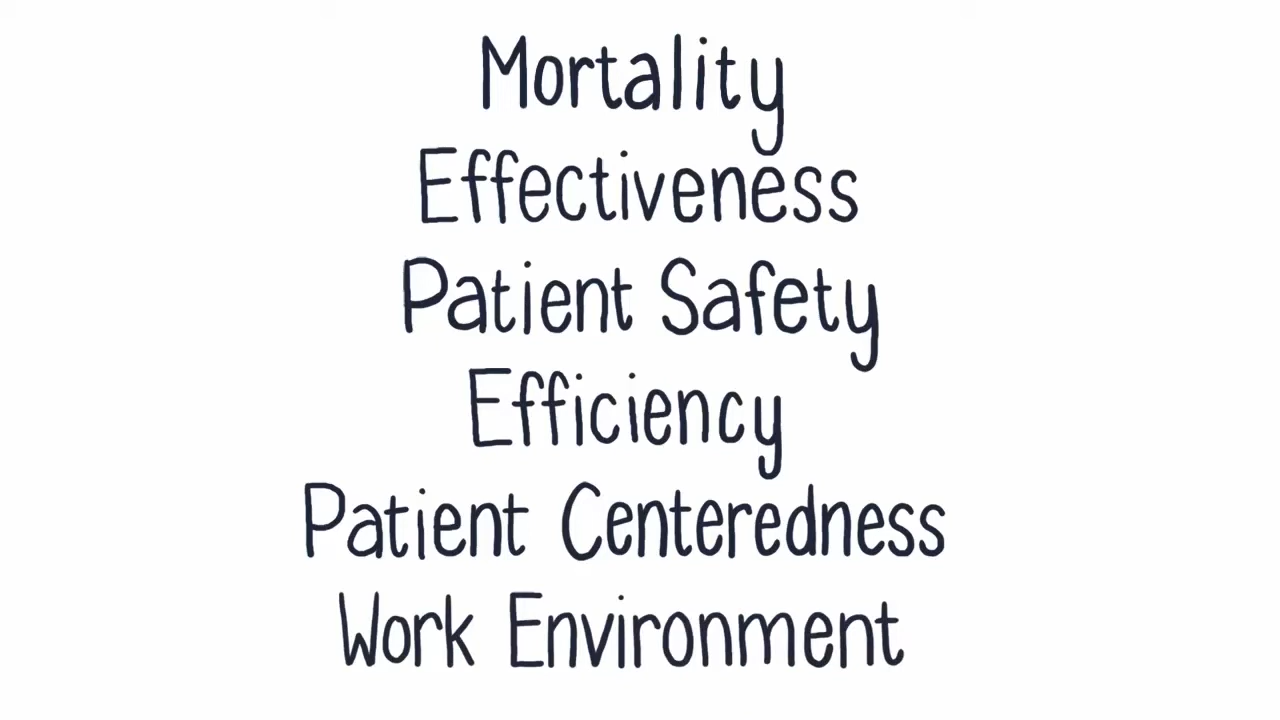 Mortality
Effectiveness
Patient Safety
Efficiency
Patient Centeredness
Work Environment